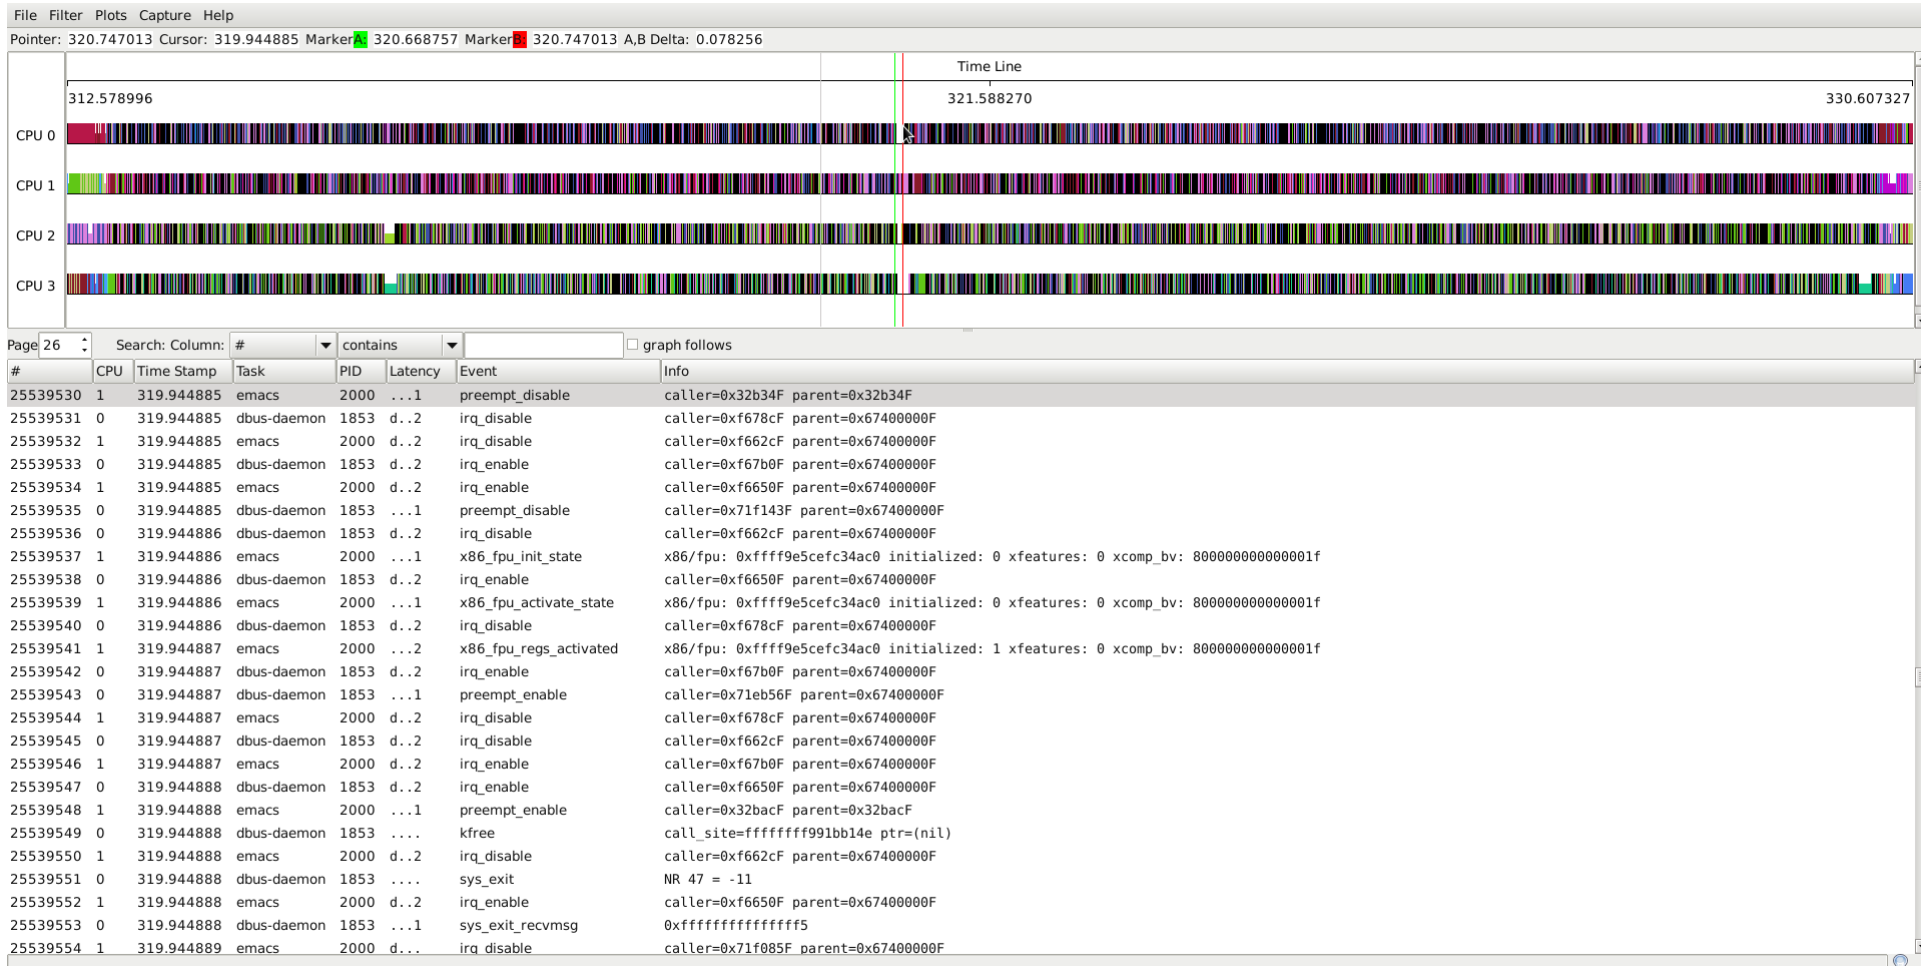 File Filter Plots Capture Help
Pointer: 320.747013 Cursor: 319.944885 MarkerA: 320.668757 MarkerB: 320.747013 A,B Delta: 0.078256
Time Line
312.578996 321.588270 330.607327
CPU 0
CPU 1
CPU 2
CPU 3
Page 26 Search: Column: # contains graph follows
# CPU Time Stamp Task PID Latency Event Info
25539530 1 319.944885 emacs 2000 ...1 preempt_disable caller=0x32b34F parent=0x32b34F
25539531 0 319.944885 dbus-daemon 1853 d..2 irq_disable caller=0xf678cF parent=0x67400000F
25539532 1 319.944885 emacs 2000 d..2 irq_disable caller=0xf662cF parent=0x67400000F
25539533 0 319.944885 dbus-daemon 1853 d..2 irq_enable caller=0xf67b0F parent=0x67400000F
25539534 1 319.944885 emacs 2000 d..2 irq_enable caller=0xf6650F parent=0x67400000F
25539535 0 319.944885 dbus-daemon 1853 ...1 preempt_disable caller=0x71f143F parent=0x67400000F
25539536 0 319.944886 dbus-daemon 1853 d..2 irq_disable caller=0xf662cF parent=0x67400000F
25539537 1 319.944886 emacs 2000 ...1 x86_fpu_init_state x86/fpu: 0xffff9e5cefc34ac0 initialized: 0 xfeatures: 0 xcomp_bv: 800000000000001f
25539538 0 319.944886 dbus-daemon 1853 d..2 irq_enable caller=0xf6650F parent=0x67400000F
25539539 1 319.944886 emacs 2000 ...1 x86_fpu_activate_state x86/fpu: 0xffff9e5cefc34ac0 initialized: 0 xfeatures: 0 xcomp_bv: 800000000000001f
25539540 0 319.944886 dbus-daemon 1853 d..2 irq_disable caller=0xf678cF parent=0x67400000F
25539541 1 319.944887 emacs 2000 ...2 x86_fpu_regs_activated x86/fpu: 0xffff9e5cefc34ac0 initialized: 1 xfeatures: 0 xcomp_bv: 800000000000001f
25539542 0 319.944887 dbus-daemon 1853 d..2 irq_enable caller=0xf67b0F parent=0x67400000F
25539543 0 319.944887 dbus-daemon 1853 ...1 preempt_enable caller=0x71eb56F parent=0x67400000F
25539544 1 319.944887 emacs 2000 d..2 irq_disable caller=0xf678cF parent=0x67400000F
25539545 0 319.944887 dbus-daemon 1853 d..2 irq_disable caller=0xf662cF parent=0x67400000F
25539546 1 319.944887 emacs 2000 d..2 irq_enable caller=0xf67b0F parent=0x67400000F
25539547 0 319.944888 dbus-daemon 1853 d..2 irq_enable caller=0xf6650F parent=0x67400000F
25539548 1 319.944888 emacs 2000 ...1 preempt_enable caller=0x32bacF parent=0x32bacF
25539549 0 319.944888 dbus-daemon 1853 .... kfree call_site=ffffffff991bb14e ptr=(nil)
25539550 1 319.944888 emacs 2000 d..2 irq_disable caller=0xf662cF parent=0x67400000F
25539551 0 319.944888 dbus-daemon 1853 .... sys_exit NR 47 = -11
25539552 1 319.944888 emacs 2000 d..2 irq_enable caller=0xf6650F parent=0x67400000F
25539553 0 319.944888 dbus-daemon 1853 ...1 sys_exit_recvmsg 0xfffffffffffffff5
25539554 1 319.944889 emacs 2000 d... irq_disable caller=0x71f085F parent=0x67400000F